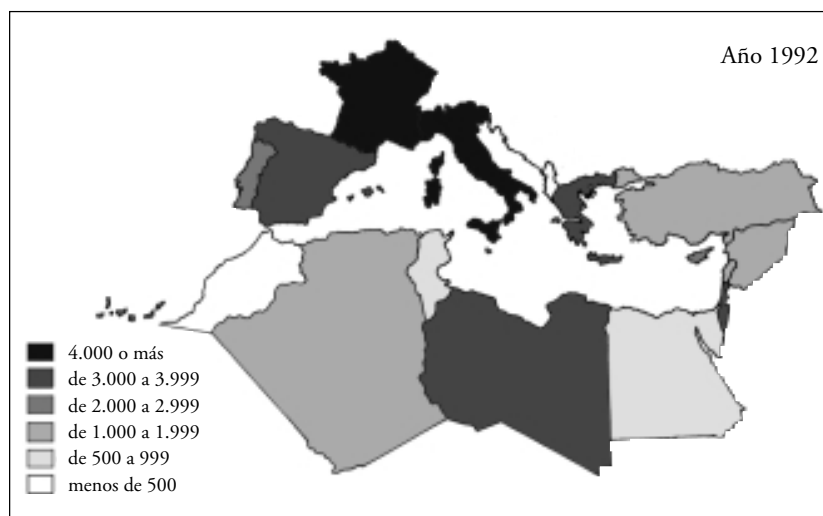 Año 1992
4.000 o más
de 3.000 a 3.999
de 2.000 a 2.999
de 1.000 a 1.999
de 500 a 999
menos de 500